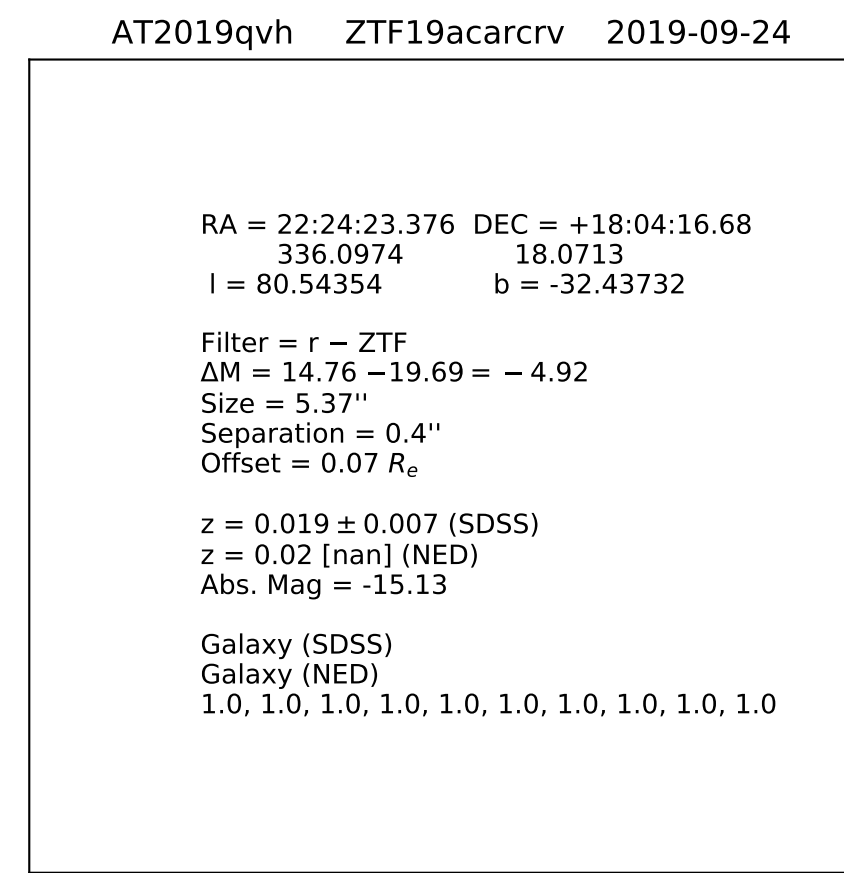 AT2019qvh ZTF19acarcrv 2019-09-24
RA = 22:24:23.376 DEC = +18:04:16.68
336.0974 18.0713
l = 80.54354 b = -32.43732
Filter = r − ZTF
ΔM = 14.76 −19.69 = − 4.92
Size = 5.37''
Separation = 0.4''
Offset = 0.07 Rₑ
z = 0.019 ± 0.007 (SDSS)
z = 0.02 [nan] (NED)
Abs. Mag = -15.13
Galaxy (SDSS)
Galaxy (NED)
1.0, 1.0, 1.0, 1.0, 1.0, 1.0, 1.0, 1.0, 1.0, 1.0